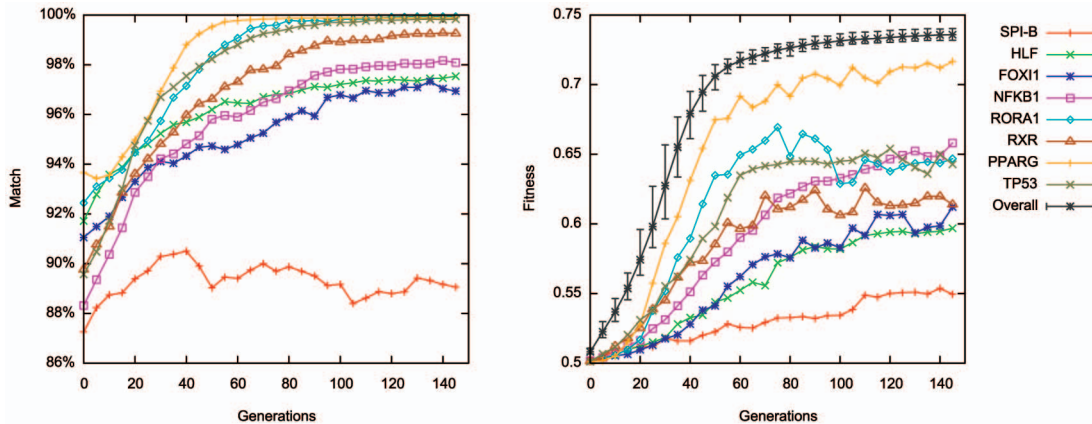 100%
98%
96%
94%
92%
90%
88%
86%
Match
0 20 40 60 80 100 120 140
Generations
0.75
0.7
0.65
0.6
0.55
0.5
Fitness
0 20 40 60 80 100 120 140
Generations
SPI-B
HLF
FOXI1
NFKB1
RORA1
RXR
PPARG
TP53
Overall